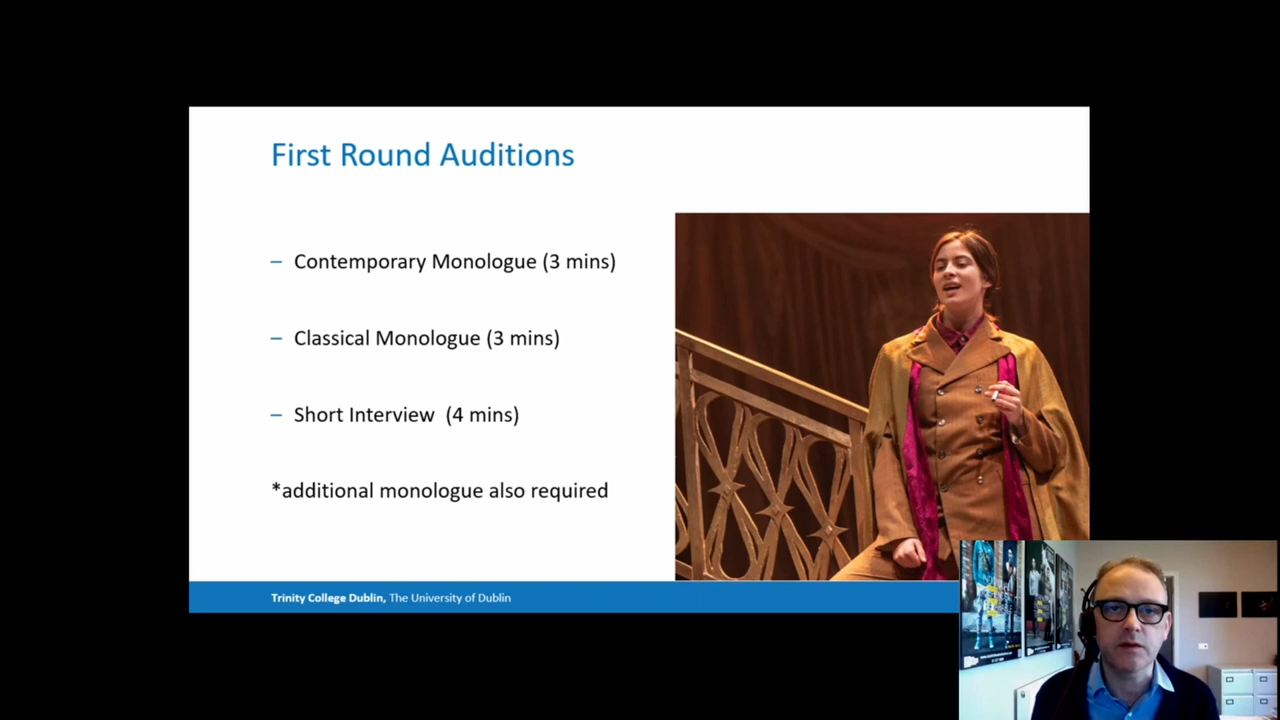 First Round Auditions
– Contemporary Monologue (3 mins)
– Classical Monologue (3 mins)
– Short Interview (4 mins)
*additional monologue also required
Trinity College Dublin, The University of Dublin